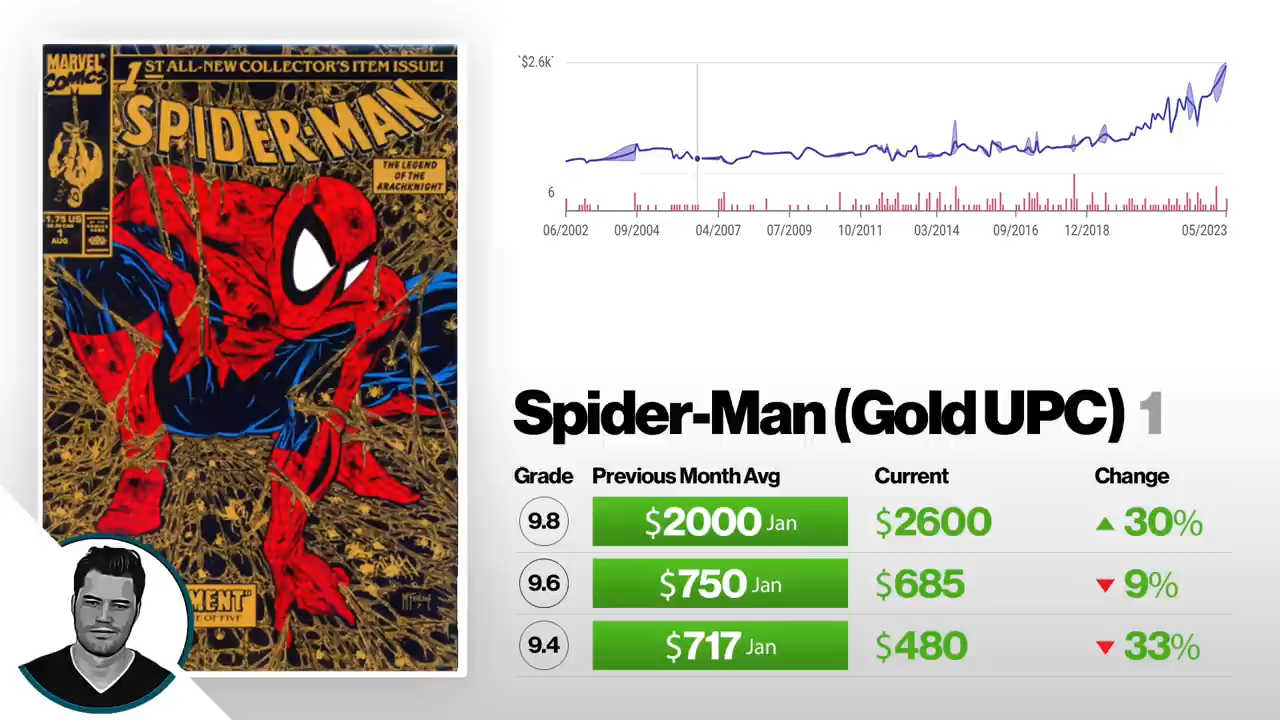 MARVEL
COMICS
1ST ALL-NEW COLLECTOR'S ITEM ISSUE!
SPIDER-MAN
THE LEGEND
OF THE
ARACHKNIGHT
$1.75 US
1
AUG
MENT"
E OF FIVE
`$2.6k`
6
06/2002
09/2004
04/2007
07/2009
10/2011
03/2014
09/2016
12/2018
05/2023
Spider-Man (Gold UPC) 1
Grade Previous Month Avg Current Change
9.8 $2000 Jan $2600 ▲ 30%
9.6 $750 Jan $685 ▼ 9%
9.4 $717 Jan $480 ▼ 33%